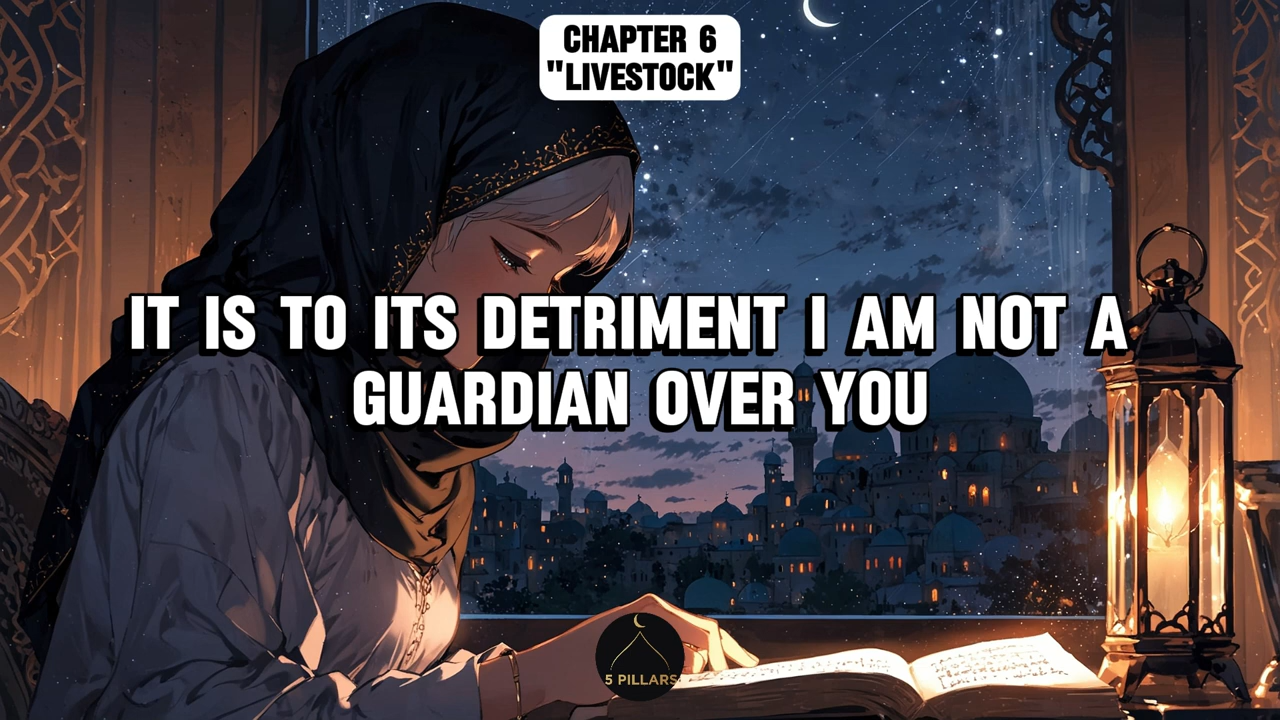 CHAPTER 6
"LIVESTOCK"
IT IS TO ITS DETRIMENT I AM NOT A
GUARDIAN OVER YOU
5 PILLARS